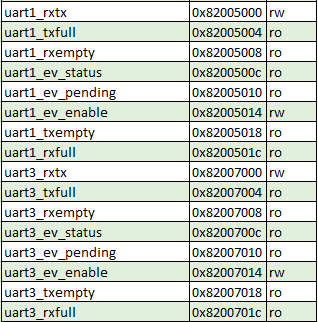 uart1_rxtx 0x82005000 rw
uart1_txfull 0x82005004 ro
uart1_rxempty 0x82005008 ro
uart1_ev_status 0x8200500c ro
uart1_ev_pending 0x82005010 ro
uart1_ev_enable 0x82005014 rw
uart1_txempty 0x82005018 ro
uart1_rxfull 0x8200501c ro
uart3_rxtx 0x82007000 rw
uart3_txfull 0x82007004 ro
uart3_rxempty 0x82007008 ro
uart3_ev_status 0x8200700c ro
uart3_ev_pending 0x82007010 ro
uart3_ev_enable 0x82007014 rw
uart3_txempty 0x82007018 ro
uart3_rxfull 0x8200701c ro